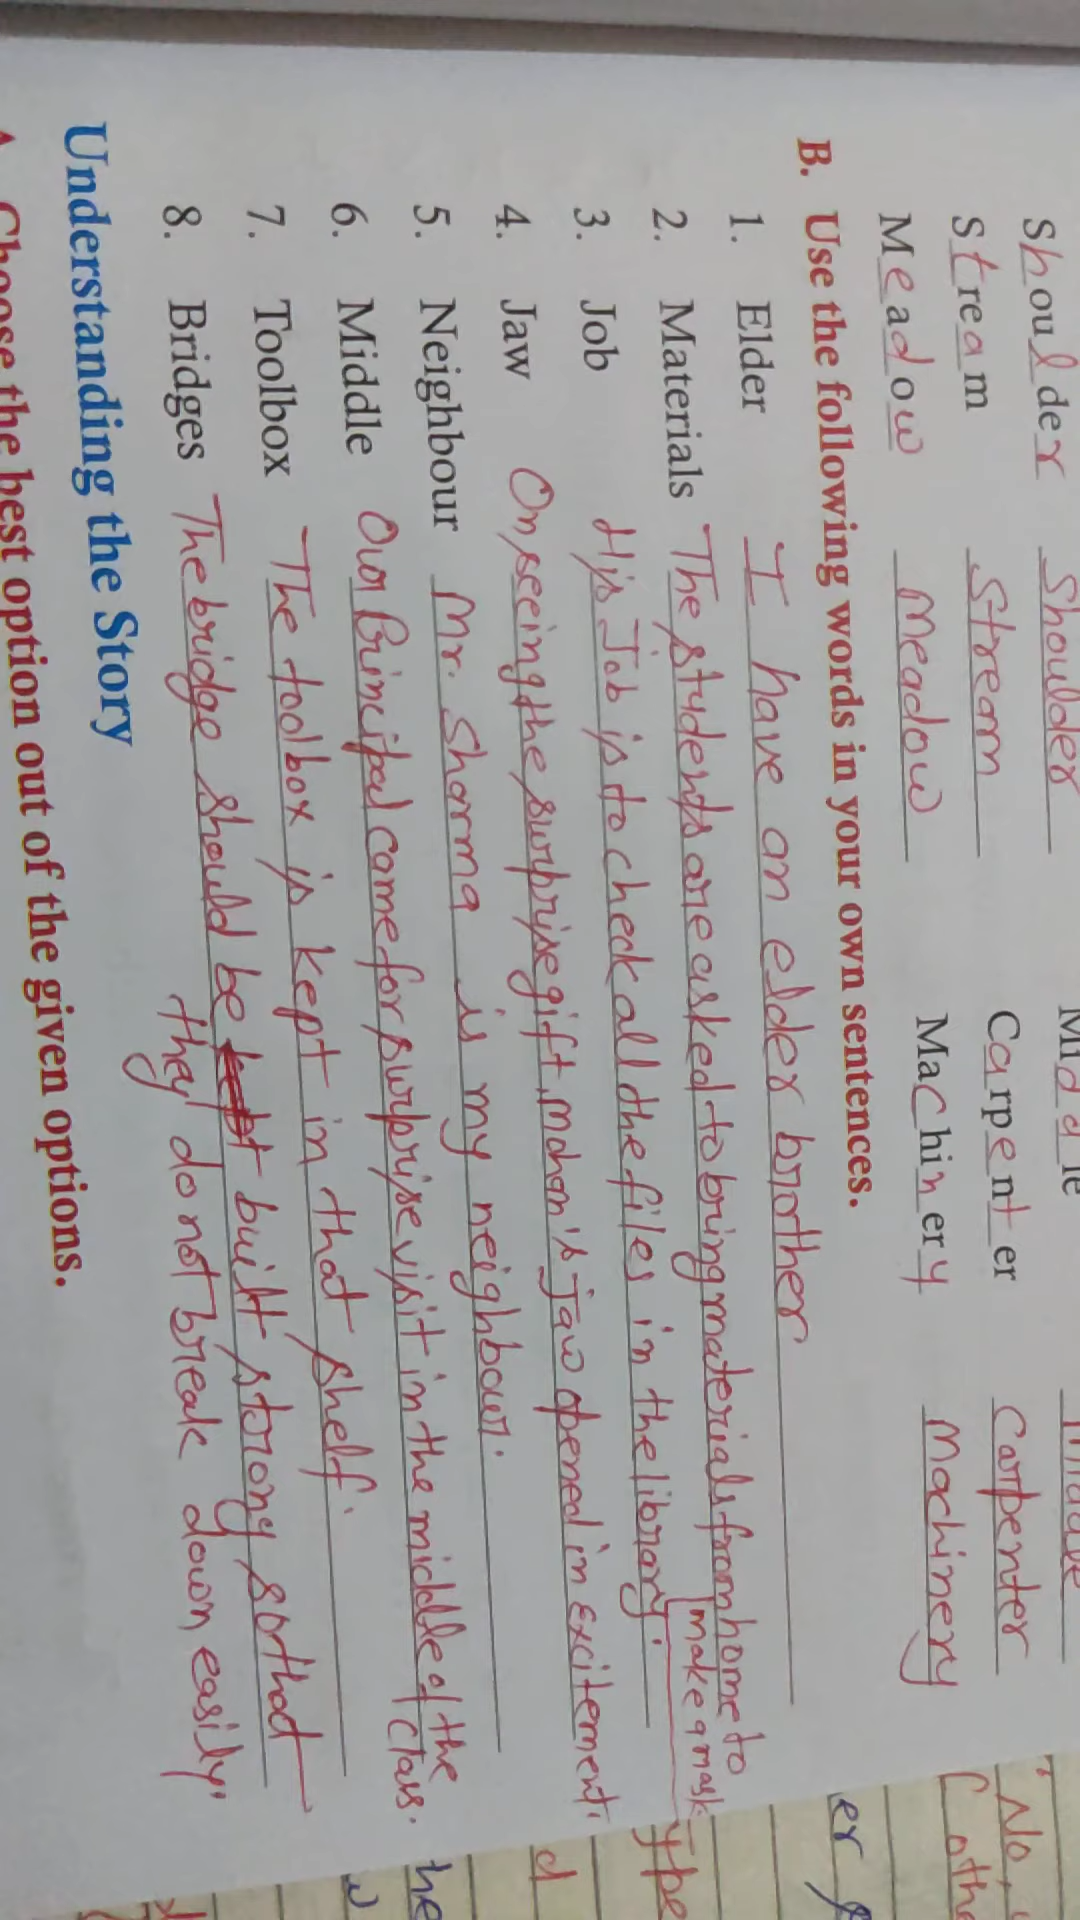 Shoulder Shoulder Middle
Stream Stream Carpenter Carpenter
Meadow Meadow Machinery Machinery
B. Use the following words in your own sentences.
1. Elder I have an elder brother
2. Materials The students are asked to bring materials from home to
make a mask
3. Job His Job is to check all the files in the library.
4. Jaw On seeing the surprise gift, Mohan's jaw opened in excitement.
5. Neighbour Mr. Sharma is my neighbour.
6. Middle Our Principal came for surprise visit in the middle of the
class.
7. Toolbox The toolbox is kept in that shelf.
8. Bridges The bridge should be built strong so that
they do not break down easily.
Understanding the Story
A. Choose the best option out of the given options.
No,